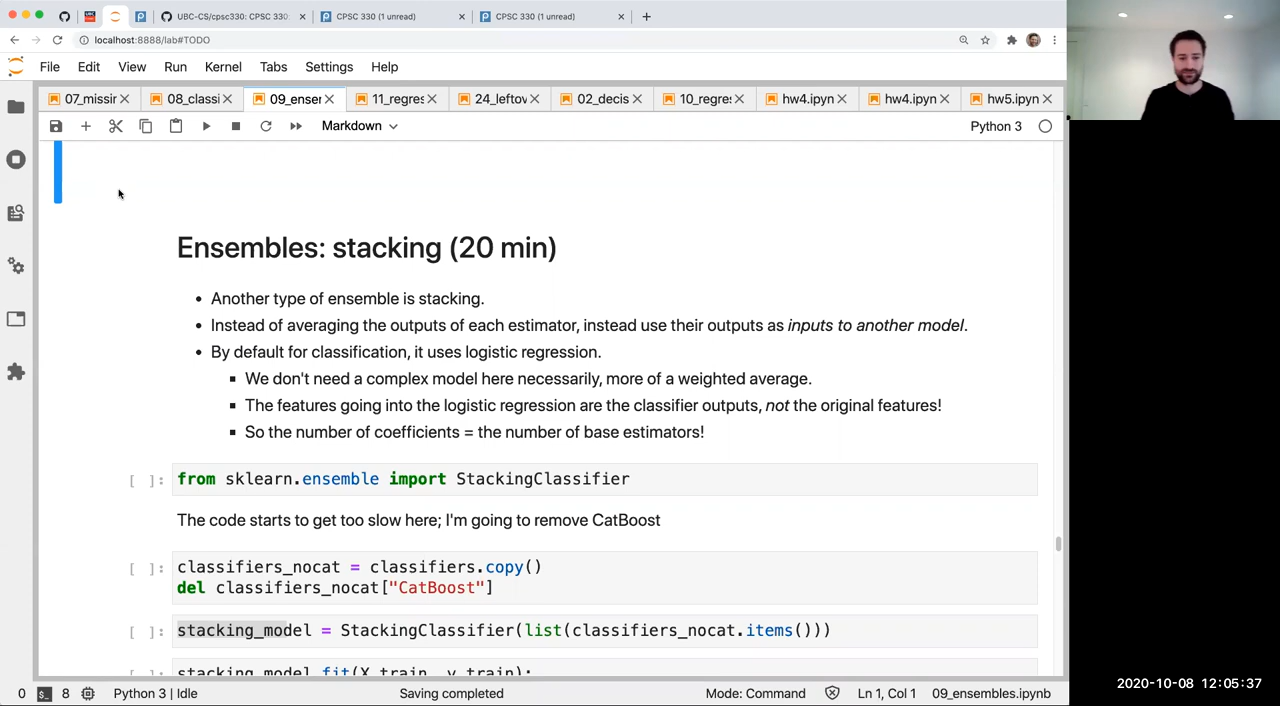 UBC-CS/cpsc330: CPSC 330:
CPSC 330 (1 unread)
CPSC 330 (1 unread)
localhost:8888/lab#TODO
File Edit View Run Kernel Tabs Settings Help
07_missir
08_classi
09_enser
11_regres
24_leftov
02_decis
10_regre
hw4.ipyn
hw4.ipyn
hw5.ipyn
Markdown
Python 3
Ensembles: stacking (20 min)
• Another type of ensemble is stacking.
• Instead of averaging the outputs of each estimator, instead use their outputs as inputs to another model.
• By default for classification, it uses logistic regression.
▪ We don't need a complex model here necessarily, more of a weighted average.
▪ The features going into the logistic regression are the classifier outputs, not the original features!
▪ So the number of coefficients = the number of base estimators!
[ ]: from sklearn.ensemble import StackingClassifier
The code starts to get too slow here; I'm going to remove CatBoost
[ ]: classifiers_nocat = classifiers.copy()
del classifiers_nocat["CatBoost"]
[ ]: stacking_model = StackingClassifier(list(classifiers_nocat.items()))
[ ]: stacking_model.fit(X_train, y_train);
0 $_ 8 Python 3 | Idle Saving completed Mode: Command Ln 1, Col 1 09_ensembles.ipynb
2020-10-08 12:05:37